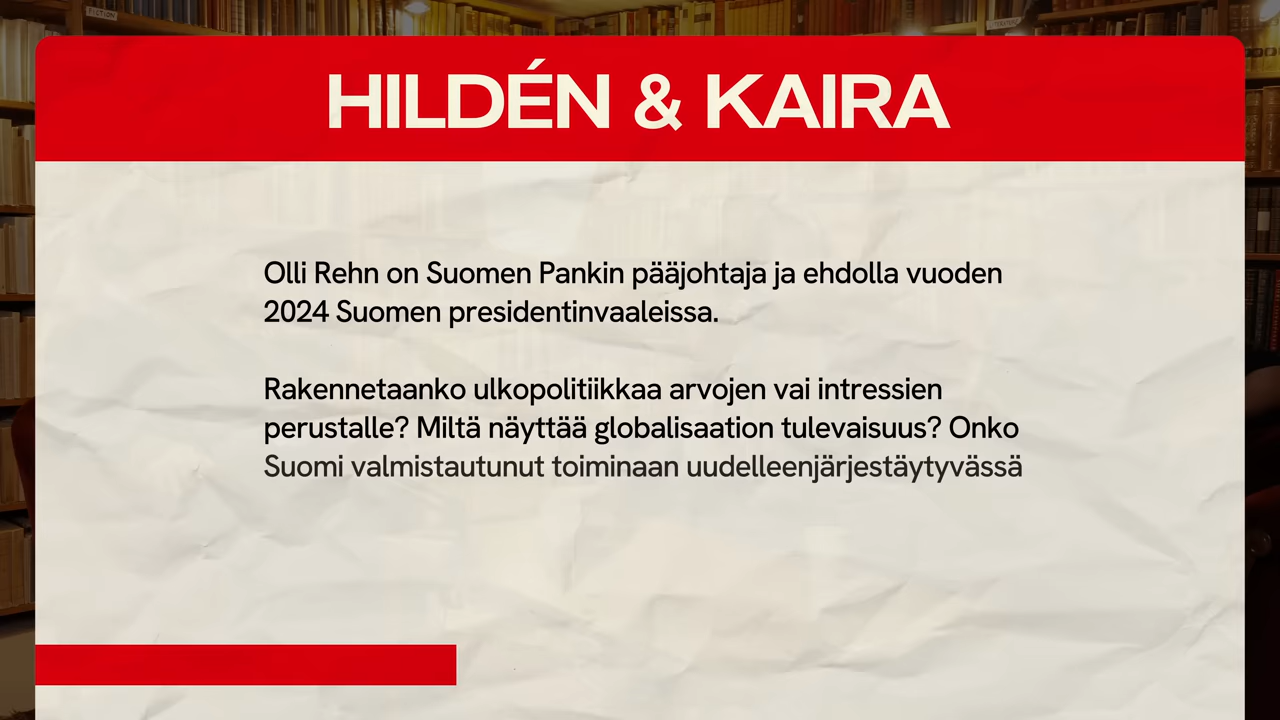 FICTION
HILDÉN & KAIRA
Olli Rehn on Suomen Pankin pääjohtaja ja ehdolla vuoden
2024 Suomen presidentinvaaleissa.
Rakennetaanko ulkopolitiikkaa arvojen vai intressien
perustalle? Miltä näyttää globalisaation tulevaisuus? Onko
Suomi valmistautunut toiminaan uudelleenjärjestäytyvässä